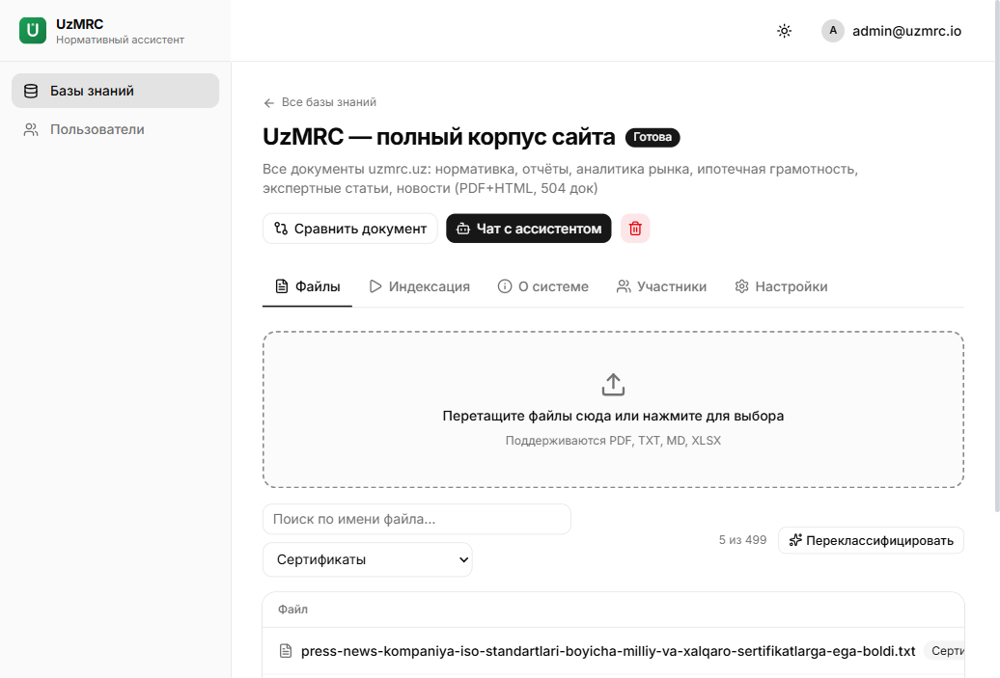 UzMRC
Нормативный ассистент
A
admin@uzmrc.io
Базы знаний
Пользователи
Все базы знаний
UzMRC — полный корпус сайта
Готова
Все документы uzmrc.uz: нормативка, отчёты, аналитика рынка, ипотечная грамотность,
экспертные статьи, новости (PDF+HTML, 504 док)
Сравнить документ
Чат с ассистентом
Файлы
Индексация
О системе
Участники
Настройки
Перетащите файлы сюда или нажмите для выбора
Поддерживаются PDF, TXT, MD, XLSX
Поиск по имени файла...
5 из 499
Переклассифицировать
Сертификаты
Файл
press-news-kompaniya-iso-standartlari-boyicha-milliy-va-xalqaro-sertifikatlarga-ega-boldi.txt
Серти